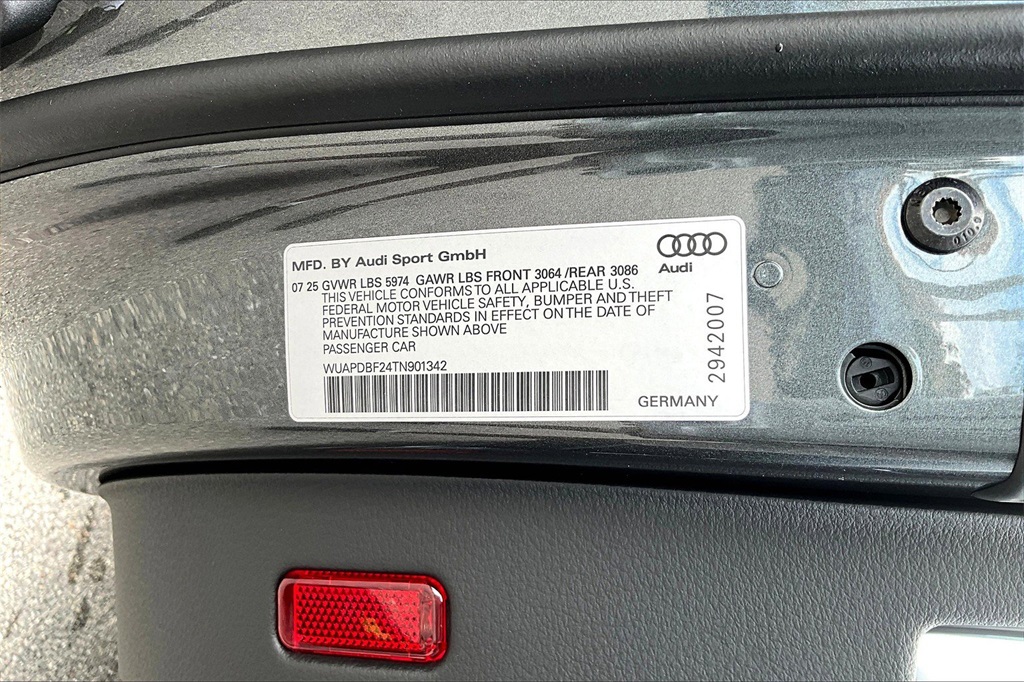 MFD. BY Audi Sport GmbH
Audi
07 25 GVWR LBS 5974 GAWR LBS FRONT 3064 /REAR 3086
THIS VEHICLE CONFORMS TO ALL APPLICABLE U.S.
FEDERAL MOTOR VEHICLE SAFETY, BUMPER AND THEFT
PREVENTION STANDARDS IN EFFECT ON THE DATE OF
MANUFACTURE SHOWN ABOVE
PASSENGER CAR
WUAPDBF24TN901342
2942007
GERMANY